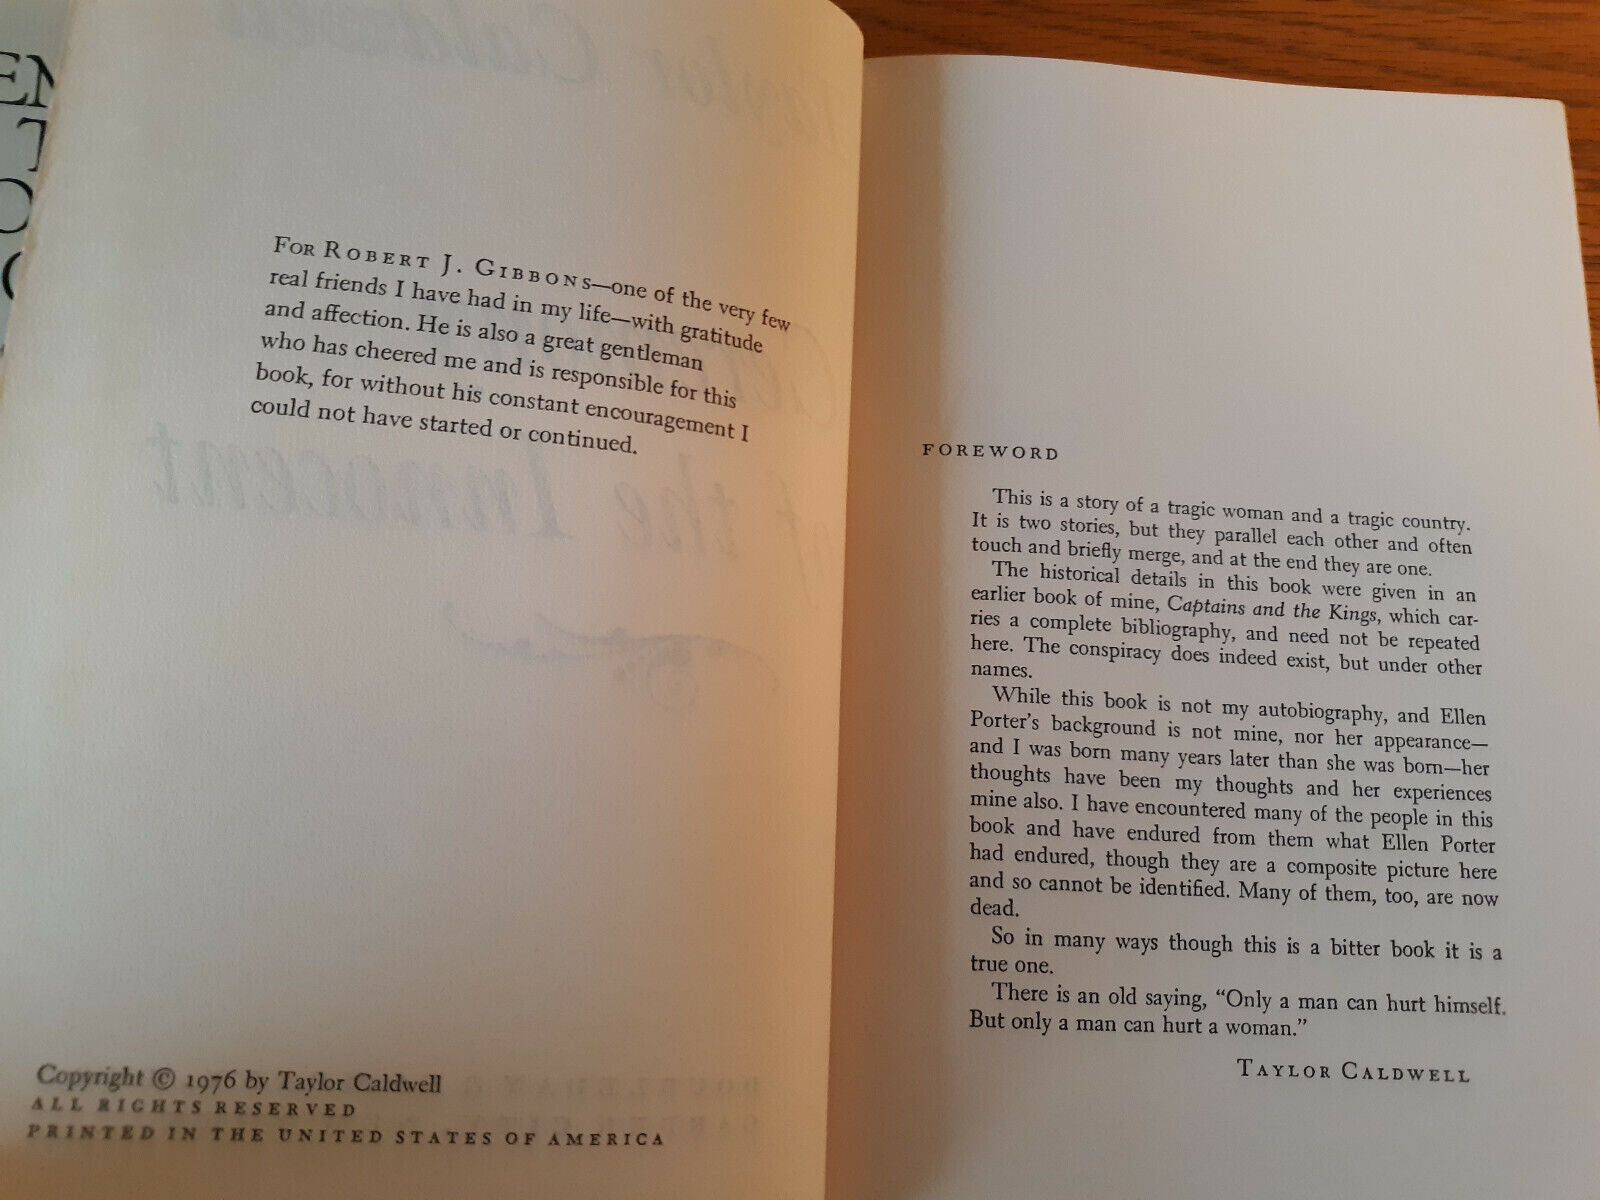 EN
FOR ROBERT J. GIBBONS—one of the very few
real friends I have had in my life—with gratitude
and affection. He is also a great gentleman
who has cheered me and is responsible for this
book, for without his constant encouragement I
could not have started or continued.
of the Innocent
Copyright © 1976 by Taylor Caldwell
ALL RIGHTS RESERVED
PRINTED IN THE UNITED STATES OF AMERICA
FOREWORD
This is a story of a tragic woman and a tragic country.
It is two stories, but they parallel each other and often
touch and briefly merge, and at the end they are one.
The historical details in this book were given in an
earlier book of mine, Captains and the Kings, which car-
ries a complete bibliography, and need not be repeated
here. The conspiracy does indeed exist, but under other
names.
While this book is not my autobiography, and Ellen
Porter's background is not mine, nor her appearance—
and I was born many years later than she was born—her
thoughts have been my thoughts and her experiences
mine also. I have encountered many of the people in this
book and have endured from them what Ellen Porter
had endured, though they are a composite picture here
and so cannot be identified. Many of them, too, are now
dead.
So in many ways though this is a bitter book it is a
true one.
There is an old saying, “Only a man can hurt himself.
But only a man can hurt a woman.”
TAYLOR CALDWELL